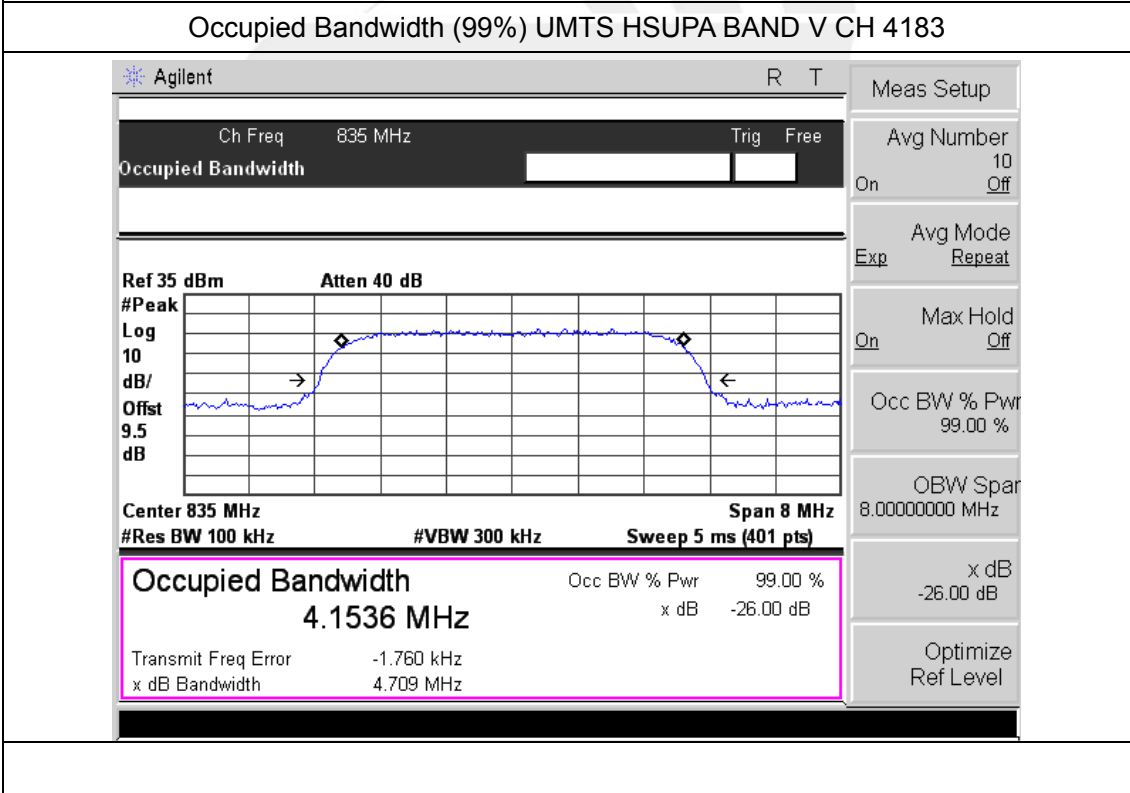 Occupied Bandwidth (99%) UMTS HSUPA BAND V CH 4183
Agilent R T
Ch Freq 835 MHz Trig Free
Occupied Bandwidth
Ref 35 dBm Atten 40 dB
#Peak
Log
10
dB/
Offst
9.5
dB
Center 835 MHz Span 8 MHz
#Res BW 100 kHz #VBW 300 kHz Sweep 5 ms (401 pts)
Occupied Bandwidth
4.1536 MHz
Occ BW % Pwr 99.00 %
x dB -26.00 dB
Transmit Freq Error -1.760 kHz
x dB Bandwidth 4.709 MHz
Meas Setup
Avg Number
10
On Off
Avg Mode
Exp Repeat
Max Hold
On Off
Occ BW % Pwr
99.00 %
OBW Span
8.00000000 MHz
x dB
-26.00 dB
Optimize
Ref Level